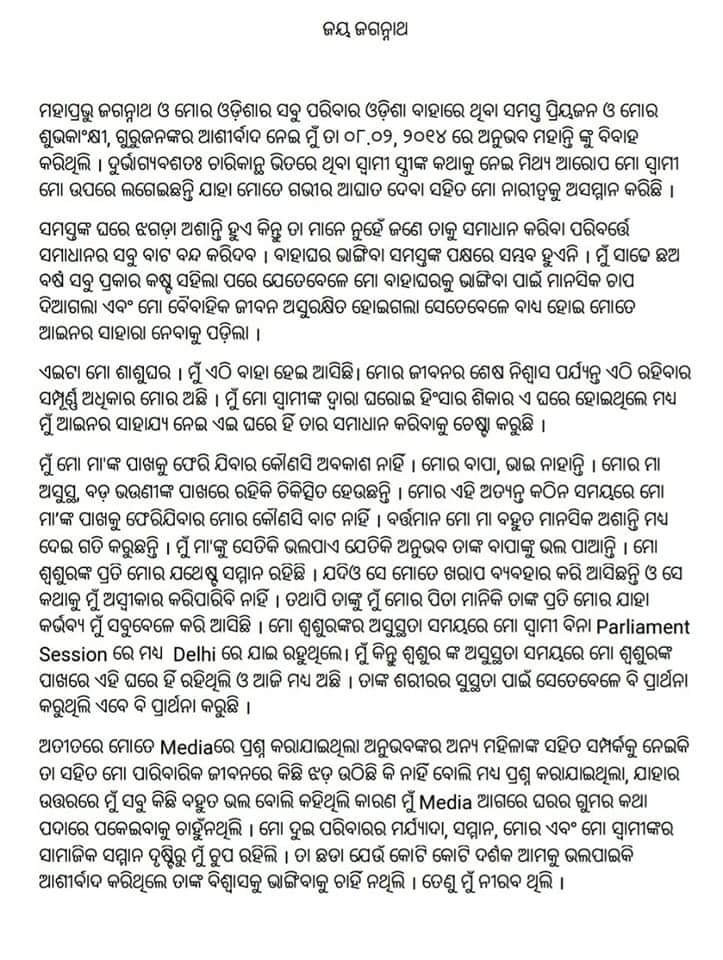 ଜୟ ଜଗନ୍ନାଥ
ମହାପ୍ରଭୁ ଜଗନ୍ନାଥ ଓ ମୋର ଓଡ଼ିଶାର ସବୁ ପରିବାର ଓଡ଼ିଶା ବାହାରେ ଥିବା ସମସ୍ତ ପ୍ରିୟଜନ ଓ ମୋର
ଶୁଭକାଂକ୍ଷୀ, ଗୁରୁଜନଙ୍କର ଆଶୀର୍ବାଦ ନେଇ ମୁଁ ତା ୦୮.୦୨, ୨୦୧୪ ରେ ଅନୁଭବ ମହାନ୍ତି ଙ୍କୁ ବିବାହ
କରିଥିଲି । ଦୁର୍ଭାଗ୍ୟବଶତଃ ଚାରିକାନ୍ଥ ଭିତରେ ଥିବା ସ୍ୱାମୀ ସ୍ତ୍ରୀଙ୍କ କଥାକୁ ନେଇ ମିଥ୍ୟ ଆରୋପ ମୋ ସ୍ୱାମୀ
ମୋ ଉପରେ ଲଗେଇଛନ୍ତି ଯାହା ମୋତେ ଗଭୀର ଆଘାତ ଦେବା ସହିତ ମୋ ନାରୀତ୍ୱକୁ ଅସମ୍ମାନ କରିଛି ।
ସମସ୍ତଙ୍କ ଘରେ ଝଗଡ଼ା ଅଶାନ୍ତି ହୁଏ କିନ୍ତୁ ତା ମାନେ ନୁହେଁ ଜଣେ ତାକୁ ସମାଧାନ କରିବା ପରିବର୍ତ୍ତେ
ସମାଧାନର ସବୁ ବାଟ ବନ୍ଦ କରିଦବ । ବାହାଘର ଭାଙ୍ଗିବା ସମସ୍ତଙ୍କ ପକ୍ଷରେ ସମ୍ଭବ ହୁଏନି । ମୁଁ ସାଢେ ଛଅ
ବର୍ଷ ସବୁ ପ୍ରକାର କଷ୍ଟ ସହିଲା ପରେ ଯେତେବେଳେ ମୋ ବାହାଘରକୁ ଭାଙ୍ଗିବା ପାଇଁ ମାନସିକ ଚାପ
ଦିଆଗଲା ଏବଂ ମୋ ବୈବାହିକ ଜୀବନ ଅସୁରକ୍ଷିତ ହୋଇଗଲା ସେତେବେଳେ ବାଧ୍ୟ ହୋଇ ମୋତେ
ଆଇନର ସାହାରା ନେବାକୁ ପଡ଼ିଲା ।
ଏଇଟା ମୋ ଶାଶୁଘର । ମୁଁ ଏଠି ବାହା ହେଇ ଆସିଛି। ମୋର ଜୀବନର ଶେଷ ନିଶ୍ୱାସ ପର୍ଯ୍ୟନ୍ତ ଏଠି ରହିବାର
ସମ୍ପୂର୍ଣ୍ଣ ଅଧିକାର ମୋର ଅଛି । ମୁଁ ମୋ ସ୍ୱାମୀଙ୍କ ଦ୍ୱାରା ଘରୋଇ ହିଂସାର ଶିକାର ଏ ଘରେ ହୋଇଥିଲେ ମଧ୍ୟ
ମୁଁ ଆଇନର ସାହାଯ୍ୟ ନେଇ ଏଇ ଘରେ ହିଁ ତାର ସମାଧାନ କରିବାକୁ ଚେଷ୍ଟା କରୁଛି ।
ମୁଁ ମୋ ମା'ଙ୍କ ପାଖକୁ ଫେରି ଯିବାର କୌଣସି ଅବକାଶ ନାହିଁ । ମୋର ବାପା, ଭାଇ ନାହାନ୍ତି । ମୋର ମା
ଅସୁସ୍ଥ, ବଡ଼ ଭଉଣୀଙ୍କ ପାଖରେ ରହିକି ଚିକିତ୍ସିତ ହେଉଛନ୍ତି । ମୋର ଏହି ଅତ୍ୟନ୍ତ କଠିନ ସମୟରେ ମୋ
ମା'ଙ୍କ ପାଖକୁ ଫେରିଯିବାର ମୋର କୌଣସି ବାଟ ନାହିଁ । ବର୍ତ୍ତମାନ ମୋ ମା ବହୁତ ମାନସିକ ଅଶାନ୍ତି ମଧ୍ୟ
ଦେଇ ଗତି କରୁଛନ୍ତି । ମୁଁ ମା'ଙ୍କୁ ସେତିକି ଭଲପାଏ ଯେତିକି ଅନୁଭବ ତାଙ୍କ ବାପାଙ୍କୁ ଭଲ ପାଆନ୍ତି । ମୋ
ଶ୍ୱଶୁରଙ୍କ ପ୍ରତି ମୋର ଯଥେଷ୍ଟ ସମ୍ମାନ ରହିଛି । ଯଦିଓ ସେ ମୋତେ ଖରାପ ବ୍ୟବହାର କରି ଆସିଛନ୍ତି ଓ ସେ
କଥାକୁ ମୁଁ ଅସ୍ୱୀକାର କରିପାରିବି ନାହିଁ । ତଥାପି ତାଙ୍କୁ ମୁଁ ମୋର ପିତା ମାନିକି ତାଙ୍କ ପ୍ରତି ମୋର ଯାହା
କର୍ତ୍ତବ୍ୟ ମୁଁ ସବୁବେଳେ କରି ଆସିଛି । ମୋ ଶ୍ୱଶୁରଙ୍କର ଅସୁସ୍ଥତା ସମୟରେ ମୋ ସ୍ୱାମୀ ବିନା Parliament
Session ରେ ମଧ୍ୟ Delhi ରେ ଯାଇ ରହୁଥିଲେ। ମୁଁ କିନ୍ତୁ ଶ୍ୱଶୁର ଙ୍କ ଅସୁସ୍ଥତା ସମୟରେ ମୋ ଶ୍ୱଶୁରଙ୍କ
ପାଖରେ ଏହି ଘରେ ହିଁ ରହିଥିଲି ଓ ଆଜି ମଧ୍ୟ ଅଛି । ତାଙ୍କ ଶରୀରର ସୁସ୍ଥତା ପାଇଁ ସେତେବେଳେ ବି ପ୍ରାର୍ଥନା
କରୁଥିଲି ଏବେ ବି ପ୍ରାର୍ଥନା କରୁଛି ।
ଅତୀତରେ ମୋତେ Mediaରେ ପ୍ରଶ୍ନ କରାଯାଇଥିଲା ଅନୁଭବଙ୍କର ଅନ୍ୟ ମହିଳାଙ୍କ ସହିତ ସମ୍ପର୍କକୁ ନେଇକି
ତା ସହିତ ମୋ ପାରିବାରିକ ଜୀବନରେ କିଛି ଝଡ଼ ଉଠିଛି କି ନାହିଁ ବୋଲି ମଧ୍ୟ ପ୍ରଶ୍ନ କରାଯାଇଥିଲା, ଯାହାର
ଉତ୍ତରରେ ମୁଁ ସବୁ କିଛି ବହୁତ ଭଲ ବୋଲି କହିଥିଲି କାରଣ ମୁଁ Media ଆଗରେ ଘରର ଗୁମର କଥା
ପଦାରେ ପକେଇବାକୁ ଚାହୁଁନଥିଲି । ମୋ ଦୁଇ ପରିବାରର ମର୍ଯ୍ୟାଦା, ସମ୍ମାନ, ମୋର ଏବଂ ମୋ ସ୍ୱାମୀଙ୍କର
ସାମାଜିକ ସମ୍ମାନ ଦୃଷ୍ଟିରୁ ମୁଁ ଚୁପ ରହିଲି । ତା ଛଡା ଯେଉଁ କୋଟି କୋଟି ଦର୍ଶକ ଆମକୁ ଭଲପାଇକି
ଆଶୀର୍ବାଦ କରିଥିଲେ ତାଙ୍କ ବିଶ୍ୱାସକୁ ଭାଙ୍ଗିବାକୁ ଚାହିଁ ନଥିଲି । ତେଣୁ ମୁଁ ନୀରବ ଥିଲି ।